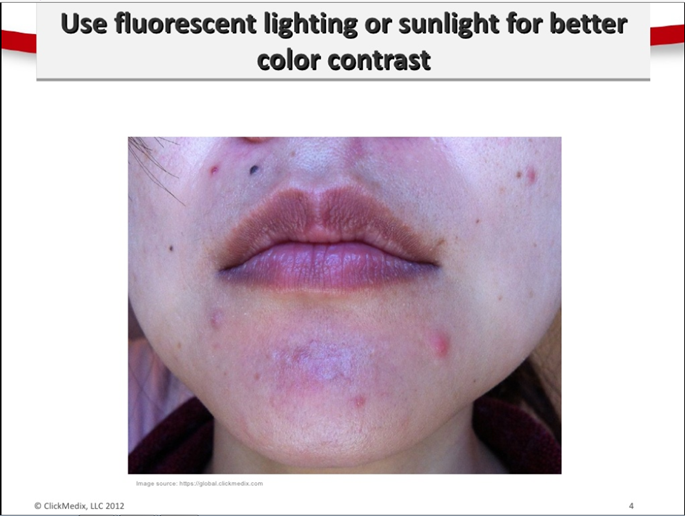 Use fluorescent lighting or sunlight for better
color contrast
Image source: https://global.clickmedix.com
© ClickMedix, LLC 2012
4